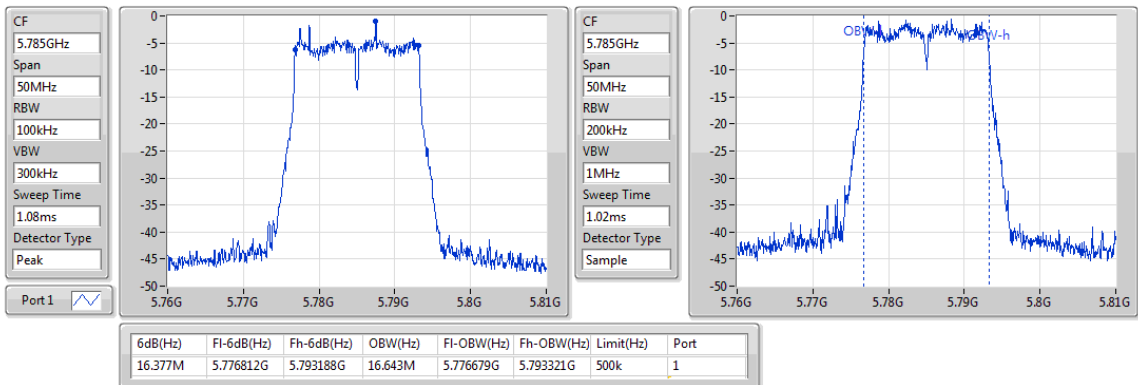 CF
5.785GHz
Span
50MHz
RBW
100kHz
VBW
300kHz
Sweep Time
1.08ms
Detector Type
Peak
Port 1
0-
-5-
-10-
-15-
-20-
-25-
-30-
-35-
-40-
-45-
-50-
5.76G 5.77G 5.78G 5.79G 5.8G 5.81G
CF
5.785GHz
Span
50MHz
RBW
200kHz
VBW
1MHz
Sweep Time
1.02ms
Detector Type
Sample
0-
-5-
-10-
-15-
-20-
-25-
-30-
-35-
-40-
-45-
-50-
5.76G 5.77G 5.78G 5.79G 5.8G 5.81G
6dB(Hz) Fl-6dB(Hz) Fh-6dB(Hz) OBW(Hz) Fl-OBW(Hz) Fh-OBW(Hz) Limit(Hz) Port
16.377M 5.776812G 5.793188G 16.643M 5.776679G 5.793321G 500k 1